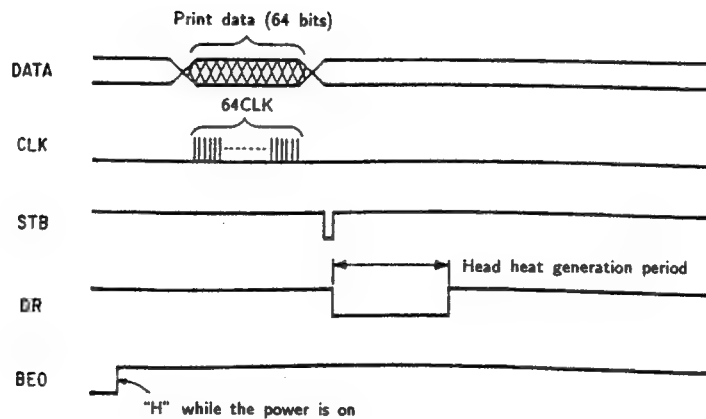 Print data (64 bits)
DATA
64CLK
CLK
STB
Head heat generation period
DR
BEO
"H" while the power is on